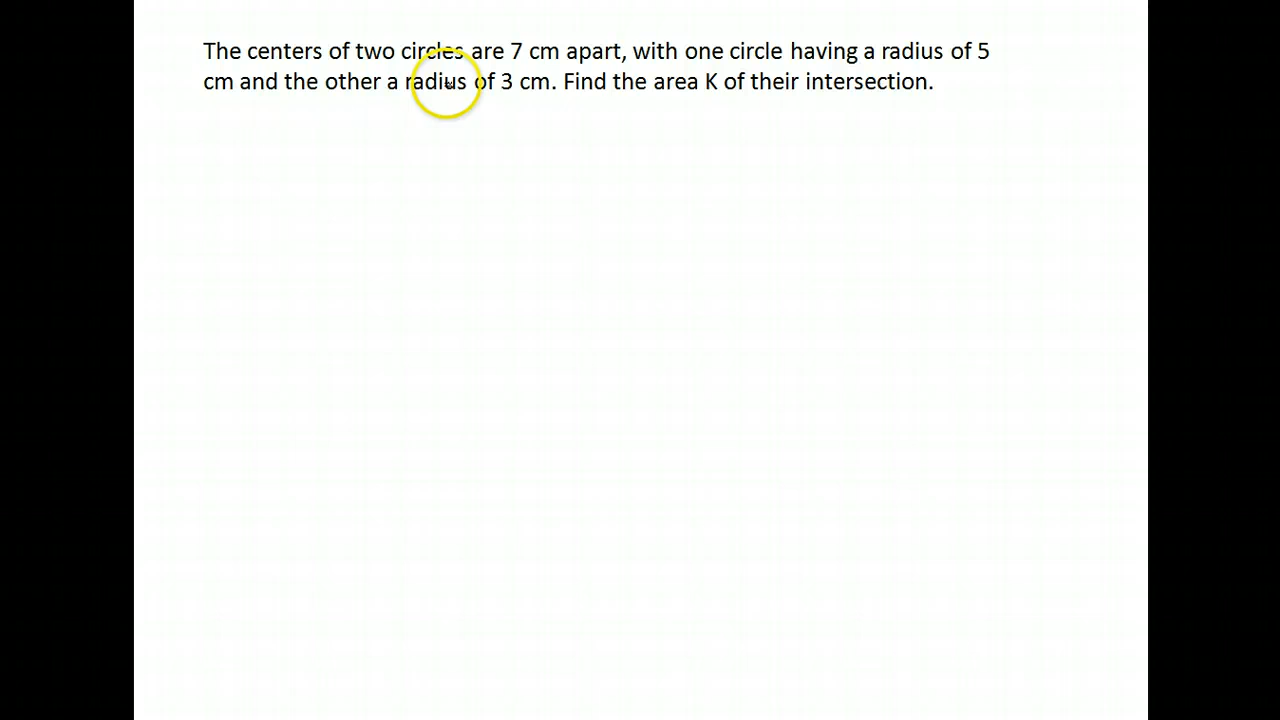 The centers of two circles are 7 cm apart, with one circle having a radius of 5
cm and the other a radius of 3 cm. Find the area K of their intersection.